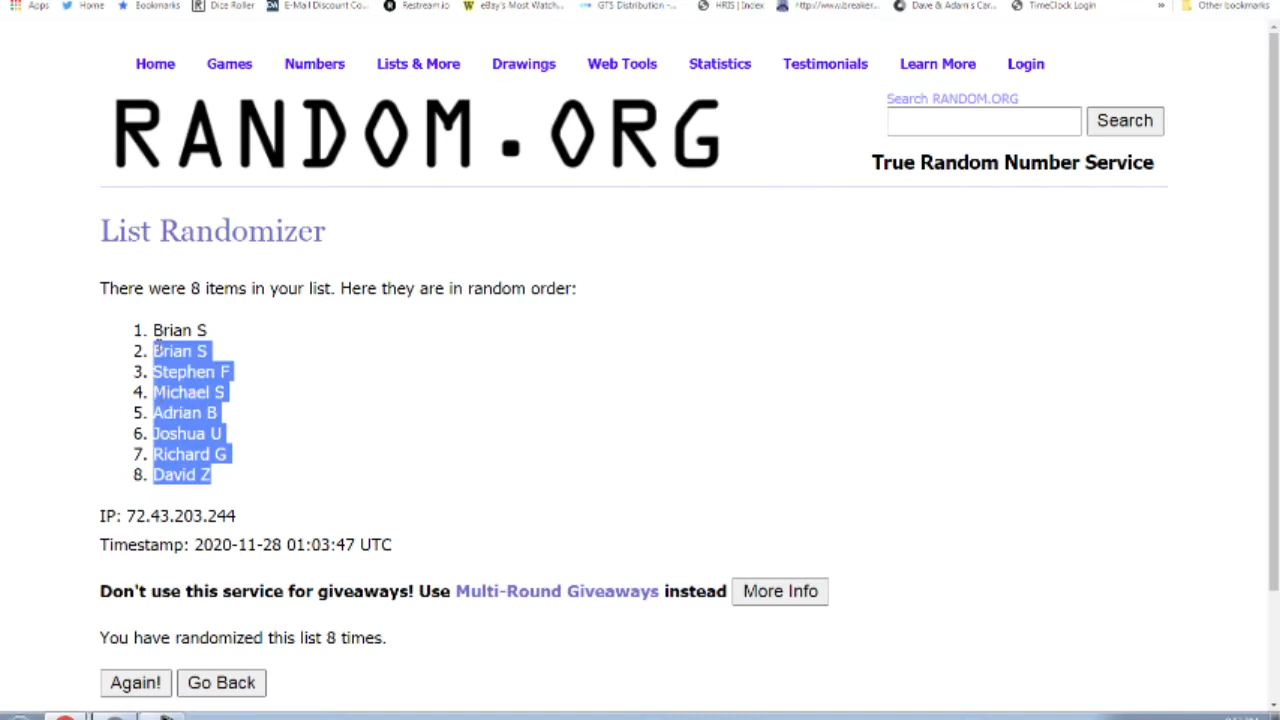 Apps Home Bookmarks Dice Roller E-Mail Discount Co... Restream.io eBay's Most Watch... GTS Distribution -... HRIS | Index http://www.breaker... Dave & Adam's Car... TimeClock Login » Other bookmarks
Home Games Numbers Lists & More Drawings Web Tools Statistics Testimonials Learn More Login
RANDOM.ORG
Search RANDOM.ORG
Search
True Random Number Service
List Randomizer
There were 8 items in your list. Here they are in random order:
1. Brian S
2. Brian S
3. Stephen F
4. Michael S
5. Adrian B
6. Joshua U
7. Richard G
8. David Z
IP: 72.43.203.244
Timestamp: 2020-11-28 01:03:47 UTC
Don't use this service for giveaways! Use Multi-Round Giveaways instead More Info
You have randomized this list 8 times.
Again! Go Back